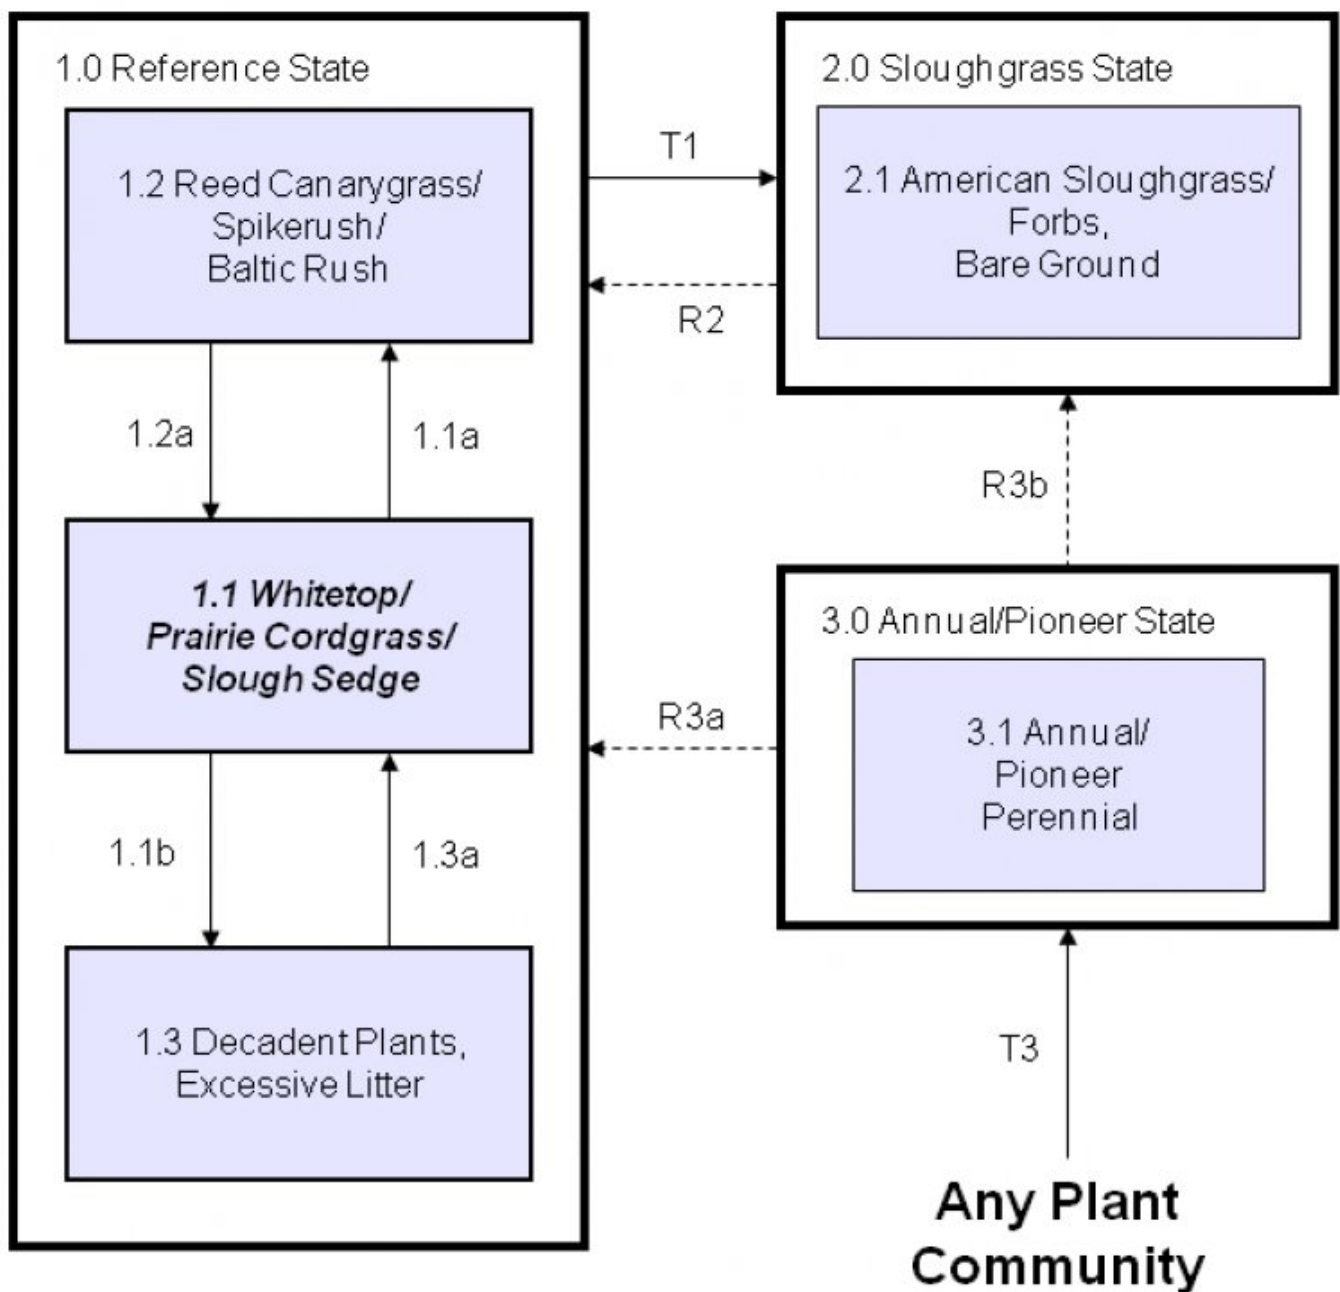 1.0 Reference State
1.2 Reed Canarygrass/
Spikerush/
Baltic Rush
1.2a
1.1a
1.1 Whitetop/
Prairie Cordgrass/
Slough Sedge
1.1b
1.3a
1.3 Decadent Plants,
Excessive Litter
T1
R2
2.0 Sloughgrass State
2.1 American Sloughgrass/
Forbs,
Bare Ground
R3b
R3a
3.0 Annual/Pioneer State
3.1 Annual/
Pioneer
Perennial
T3
Any Plant
Community